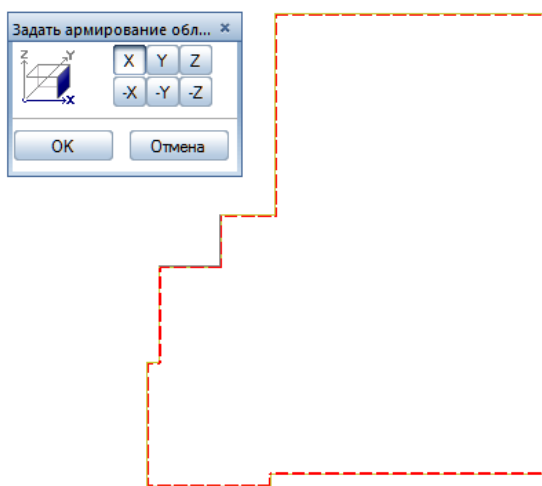 Задать армирование обл... ×
Z Y X
X Y Z
-X -Y -Z
OK Отмена